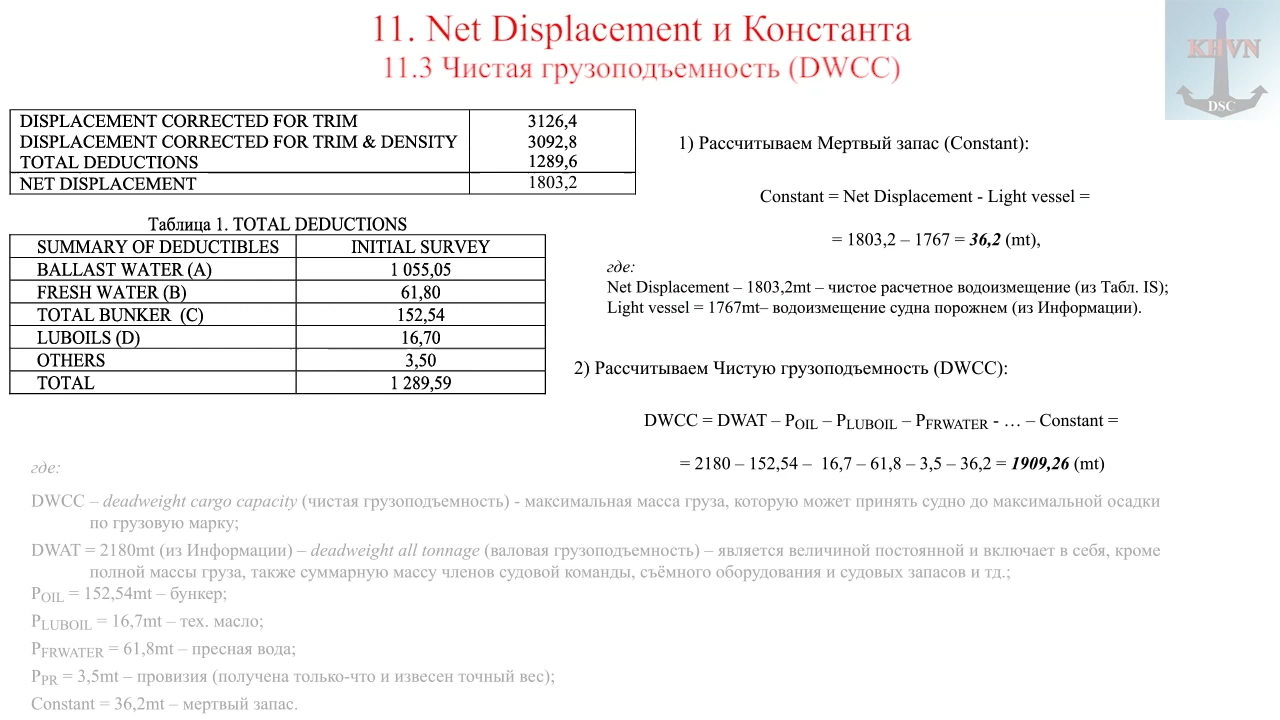 11. Net Displacement и Константа
11.3 Чистая грузоподъемность (DWCC)
KHVN
DSC
DISPLACEMENT CORRECTED FOR TRIM 3126,4
DISPLACEMENT CORRECTED FOR TRIM & DENSITY 3092,8
TOTAL DEDUCTIONS 1289,6
NET DISPLACEMENT 1803,2
Таблица 1. TOTAL DEDUCTIONS
SUMMARY OF DEDUCTIBLES INITIAL SURVEY
BALLAST WATER (A) 1 055,05
FRESH WATER (B) 61,80
TOTAL BUNKER (C) 152,54
LUBOILS (D) 16,70
OTHERS 3,50
TOTAL 1 289,59
1) Рассчитываем Мертвый запас (Constant):
Constant = Net Displacement - Light vessel =
= 1803,2 – 1767 = 36,2 (mt),
где:
Net Displacement – 1803,2mt – чистое расчетное водоизмещение (из Табл. IS);
Light vessel = 1767mt– водоизмещение судна порожнем (из Информации).
2) Рассчитываем Чистую грузоподъемность (DWCC):
DWCC = DWAT – POIL – PLUBOIL – PFRWATER - … – Constant =
= 2180 – 152,54 – 16,7 – 61,8 – 3,5 – 36,2 = 1909,26 (mt)
где:
DWCC – deadweight cargo capacity (чистая грузоподъемность) - максимальная масса груза, которую может принять судно до максимальной осадки
по грузовую марку;
DWAT = 2180mt (из Информации) – deadweight all tonnage (валовая грузоподъемность) – является величиной постоянной и включает в себя, кроме
полной массы груза, также суммарную массу членов судовой команды, съёмного оборудования и судовых запасов и тд.;
POIL = 152,54mt – бункер;
PLUBOIL = 16,7mt – тех. масло;
PFRWATER = 61,8mt – пресная вода;
PPR = 3,5mt – провизия (получена только-что и извесен точный вес);
Constant = 36,2mt – мертвый запас.